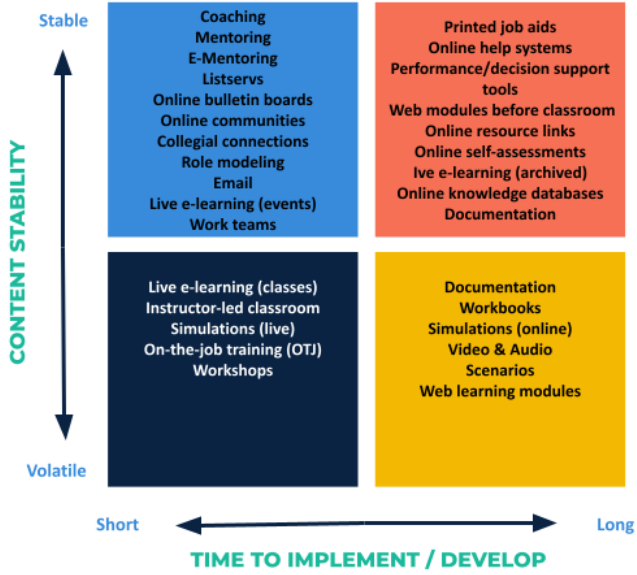 Stable
Coaching
Mentoring
E-Mentoring
Listservs
Online bulletin boards
Online communities
Collegial connections
Role modeling
Email
Live e-learning (events)
Work teams
Printed job aids
Online help systems
Performance/decision support
tools
Web modules before classroom
Online resource links
Online self-assessments
Ive e-learning (archived)
Online knowledge databases
Documentation
CONTENT STABILITY
Live e-learning (classes)
Instructor-led classroom
Simulations (live)
On-the-job training (OTJ)
Workshops
Documentation
Workbooks
Simulations (online)
Video & Audio
Scenarios
Web learning modules
Volatile
Short
Long
TIME TO IMPLEMENT / DEVELOP